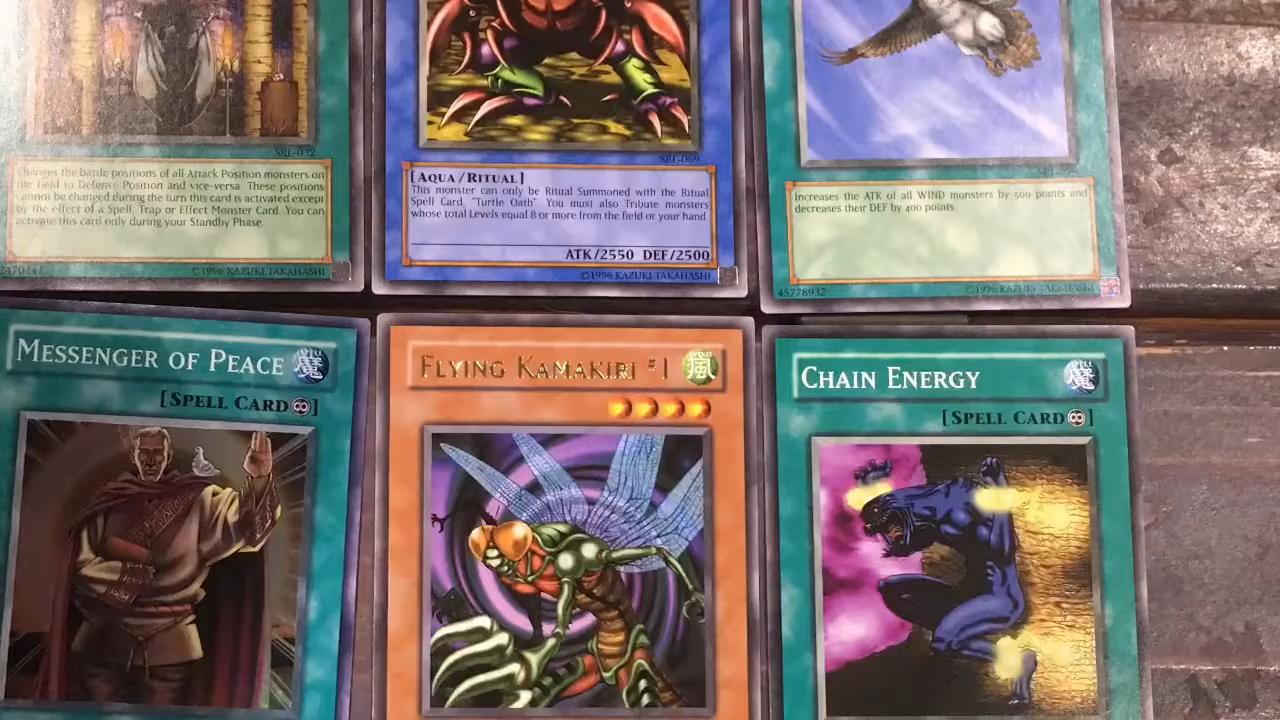 SRL-032
Changes the battle positions of all Attack Position monsters on
the field to Defense Position and vice-versa. These positions
cannot be changed during the turn this card is activated except
by the effect of a Spell, Trap or Effect Monster Card. You can
activate this card only during your Standby Phase.
©1996 KAZUKI TAKAHASHI
SRL-069
[AQUA/RITUAL]
This monster can only be Ritual Summoned with the Ritual
Spell Card, "Turtle Oath" You must also Tribute monsters
whose total Levels equal 8 or more from the field or your hand.
ATK/2550 DEF/2500
©1996 KAZUKI TAKAHASHI
Increases the ATK of all WIND monsters by 500 points and
decreases their DEF by 400 points.
45778932
©1996 KAZUKI TAKAHASHI
MESSENGER OF PEACE 魔
[SPELL CARD]
FLYING KAMAKIRI #1 WIND 風
CHAIN ENERGY 魔
[SPELL CARD]